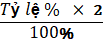 Tỷ lệ% × 2
100%